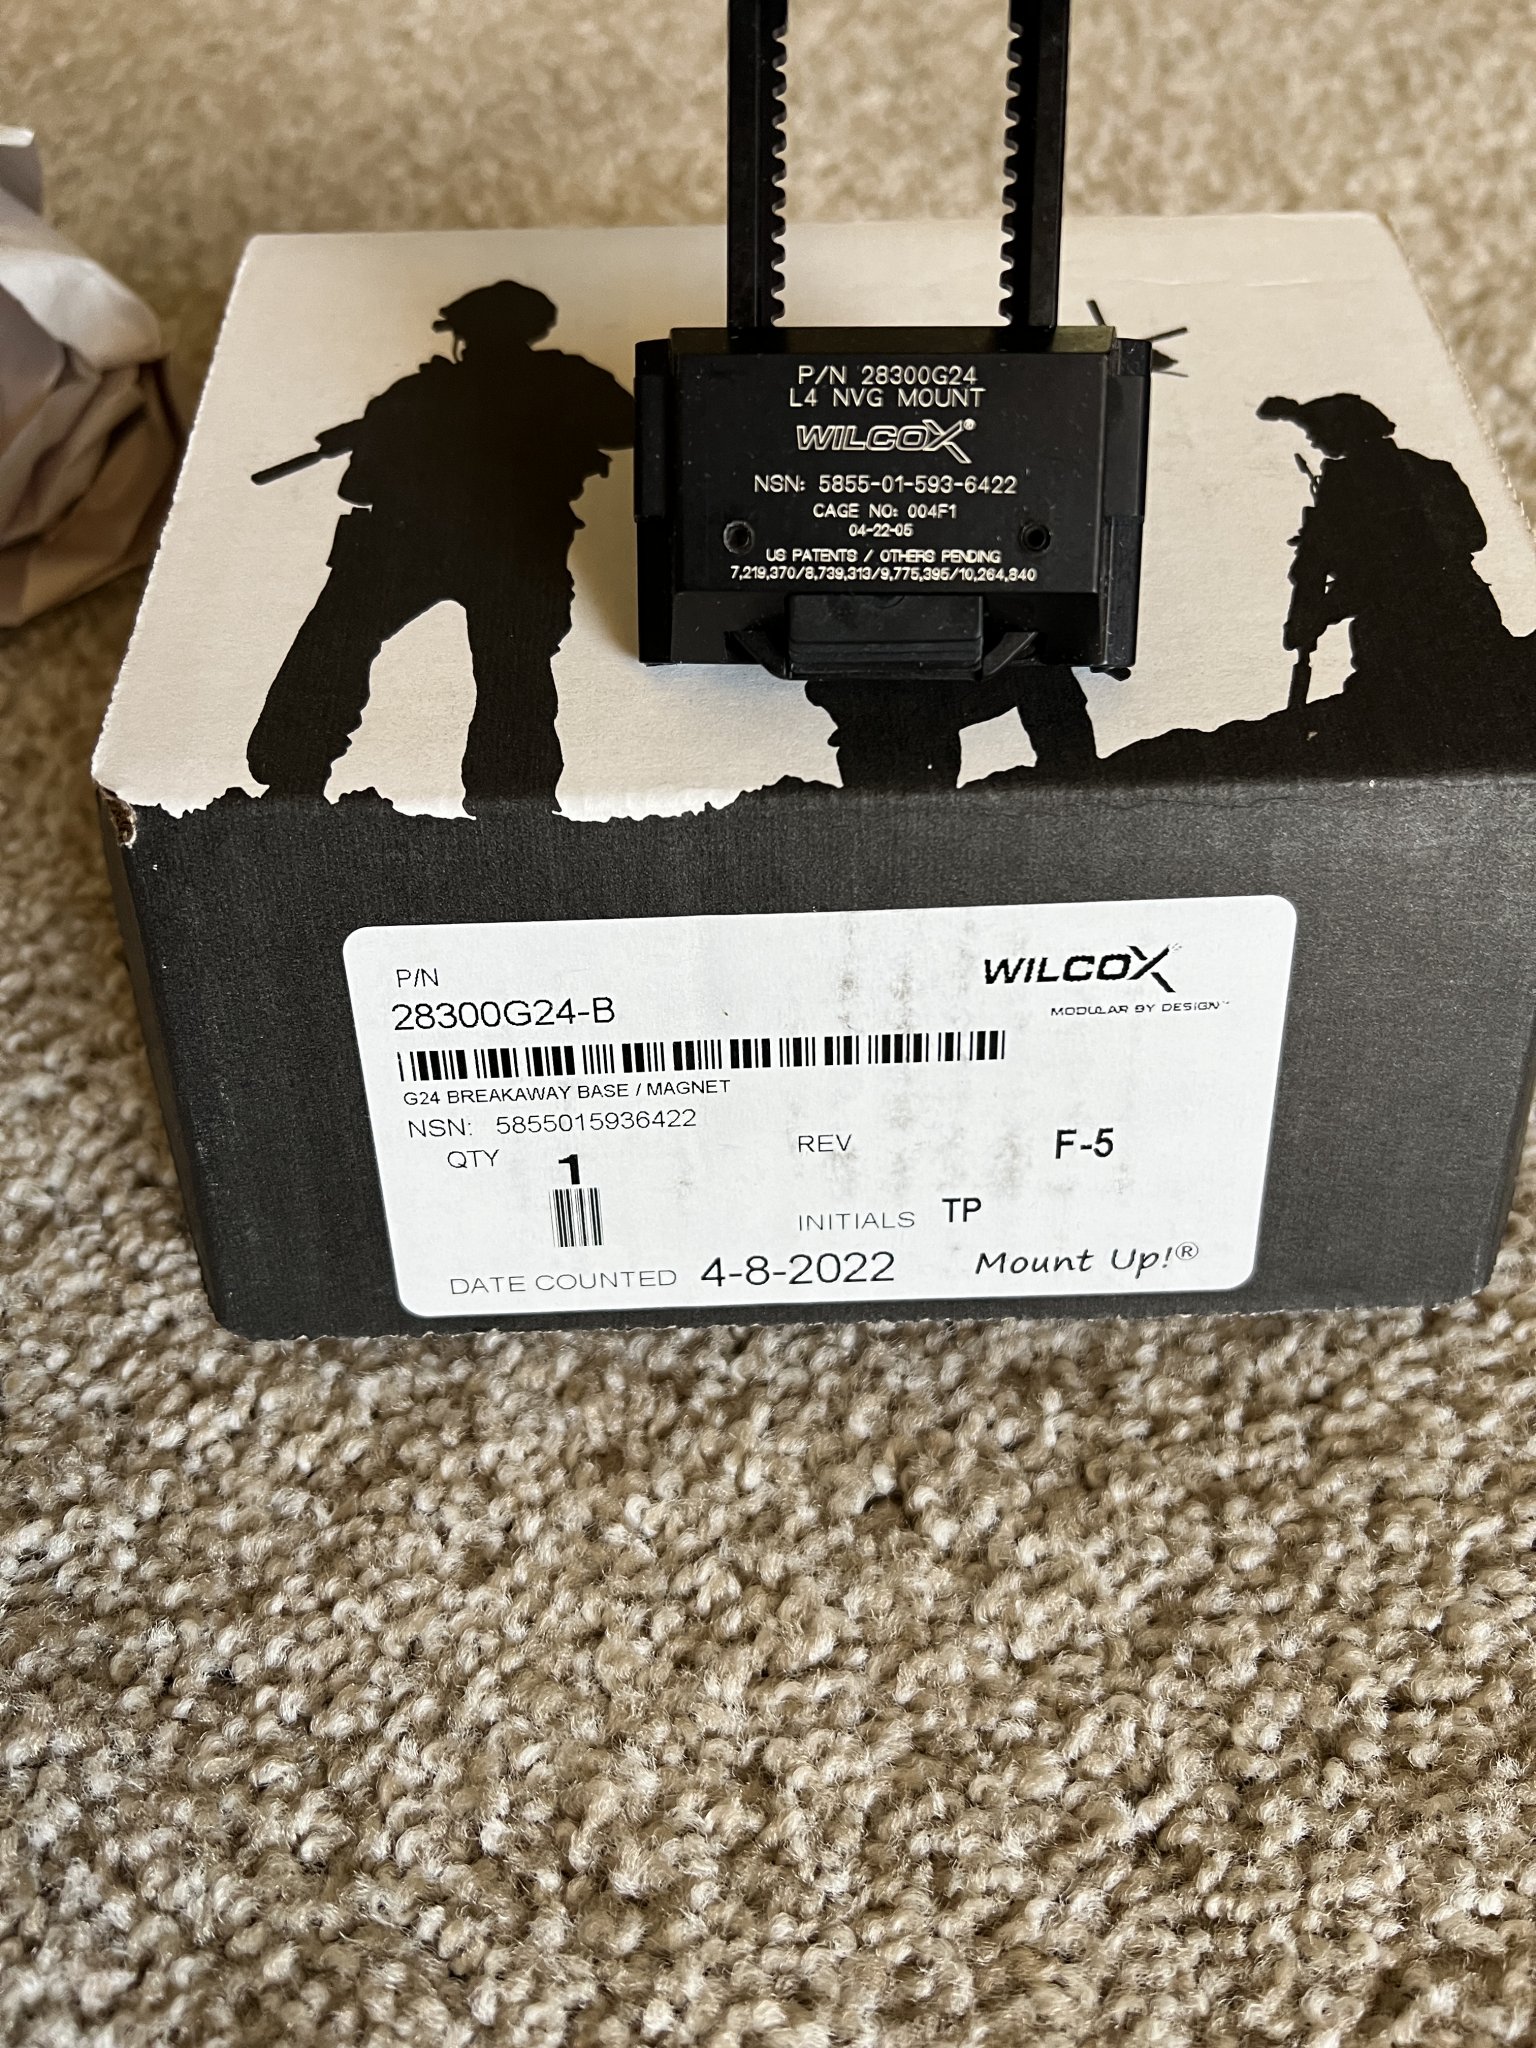 P/N 28300G24
L4 NVG MOUNT
WILCOX®
NSN: 5855-01-593-6422
CAGE NO: 004F1
04-22-05
US PATENTS / OTHERS PENDING
7,219,370/8,739,313/9,775,395/10,264,840
P/N
28300G24-B
WILCOX
MODULAR BY DESIGN™
G24 BREAKAWAY BASE / MAGNET
NSN: 5855015936422
QTY 1
REV F-5
INITIALS TP
DATE COUNTED 4-8-2022
Mount Up!®